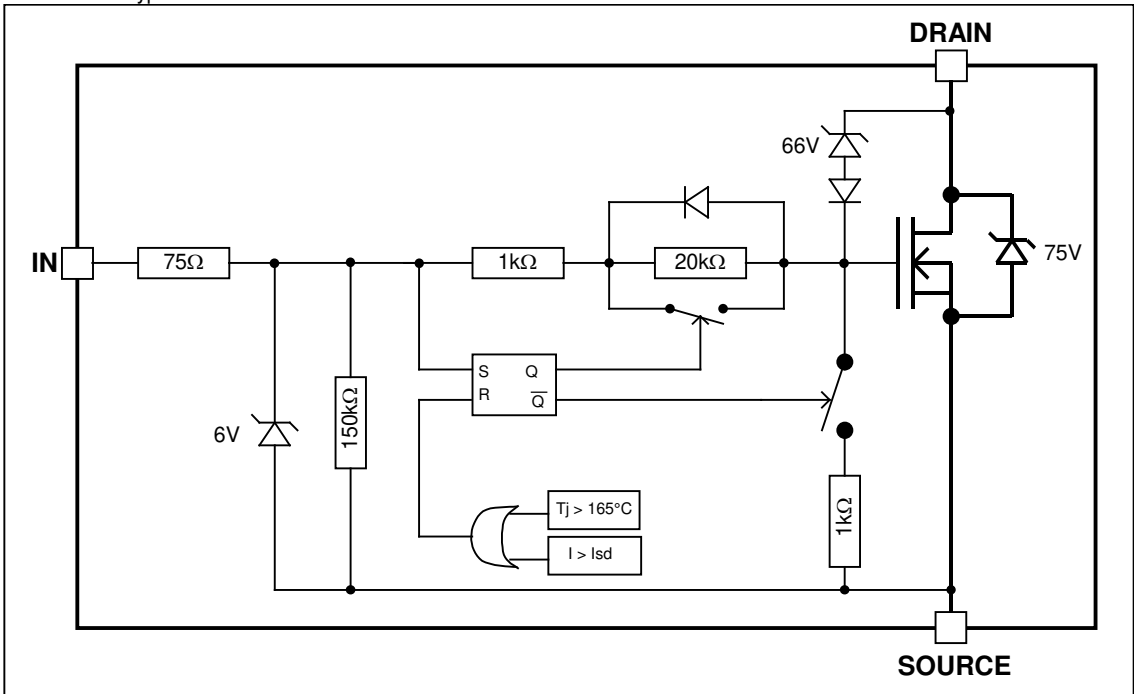 DRAIN
66V
IN
75Ω
1kΩ
20kΩ
75V
S Q
R Q̅
6V
150kΩ
Tj > 165°C
I > Isd
1kΩ
SOURCE